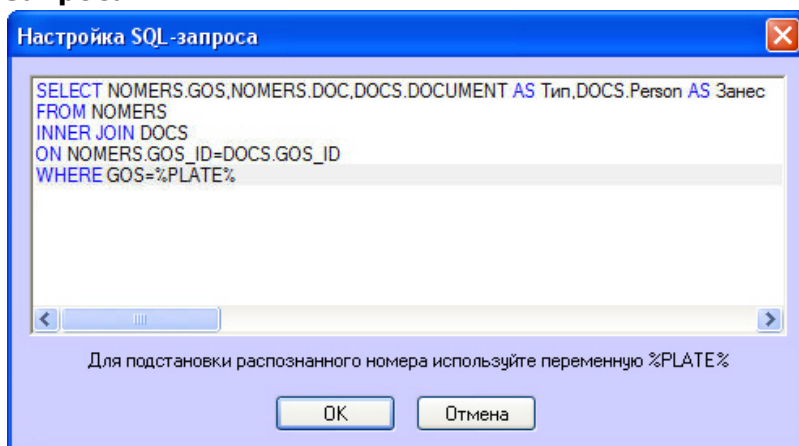 Настройка SQL-запроса
SELECT NOMERS.GOS,NOMERS.DOC,DOCS.DOCUMENT AS Тип,DOCS.Person AS Занес
FROM NOMERS
INNER JOIN DOCS
ON NOMERS.GOS_ID=DOCS.GOS_ID
WHERE GOS=%PLATE%
Для подстановки распознанного номера используйте переменную %PLATE%
OK
Отмена